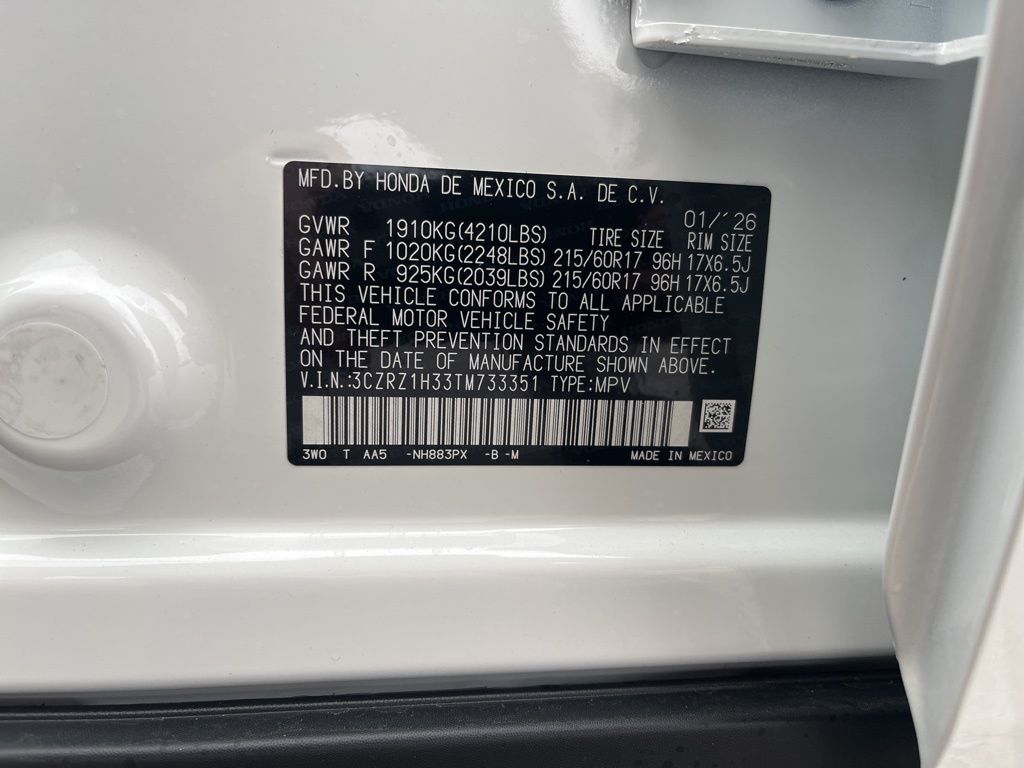 MFD.BY HONDA DE MEXICO S.A. DE C.V.
01/'26
GVWR 1910KG(4210LBS) TIRE SIZE RIM SIZE
GAWR F 1020KG(2248LBS) 215/60R17 96H 17X6.5J
GAWR R 925KG(2039LBS) 215/60R17 96H 17X6.5J
THIS VEHICLE CONFORMS TO ALL APPLICABLE
FEDERAL MOTOR VEHICLE SAFETY
AND THEFT PREVENTION STANDARDS IN EFFECT
ON THE DATE OF MANUFACTURE SHOWN ABOVE.
V.I.N.:3CZRZ1H33TM733351 TYPE:MPV
3W0 T AA5 -NH883PX -B -M MADE IN MEXICO